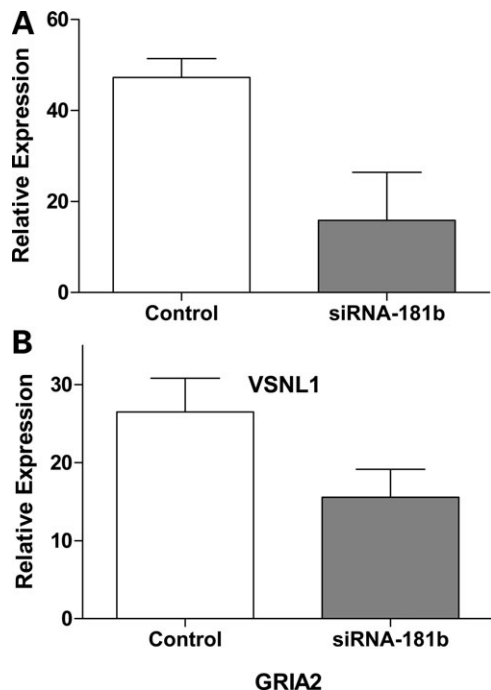 A
Relative Expression
60
40
20
0
Control siRNA-181b
B
Relative Expression
VSNL1
30
20
10
0
Control siRNA-181b
GRIA2